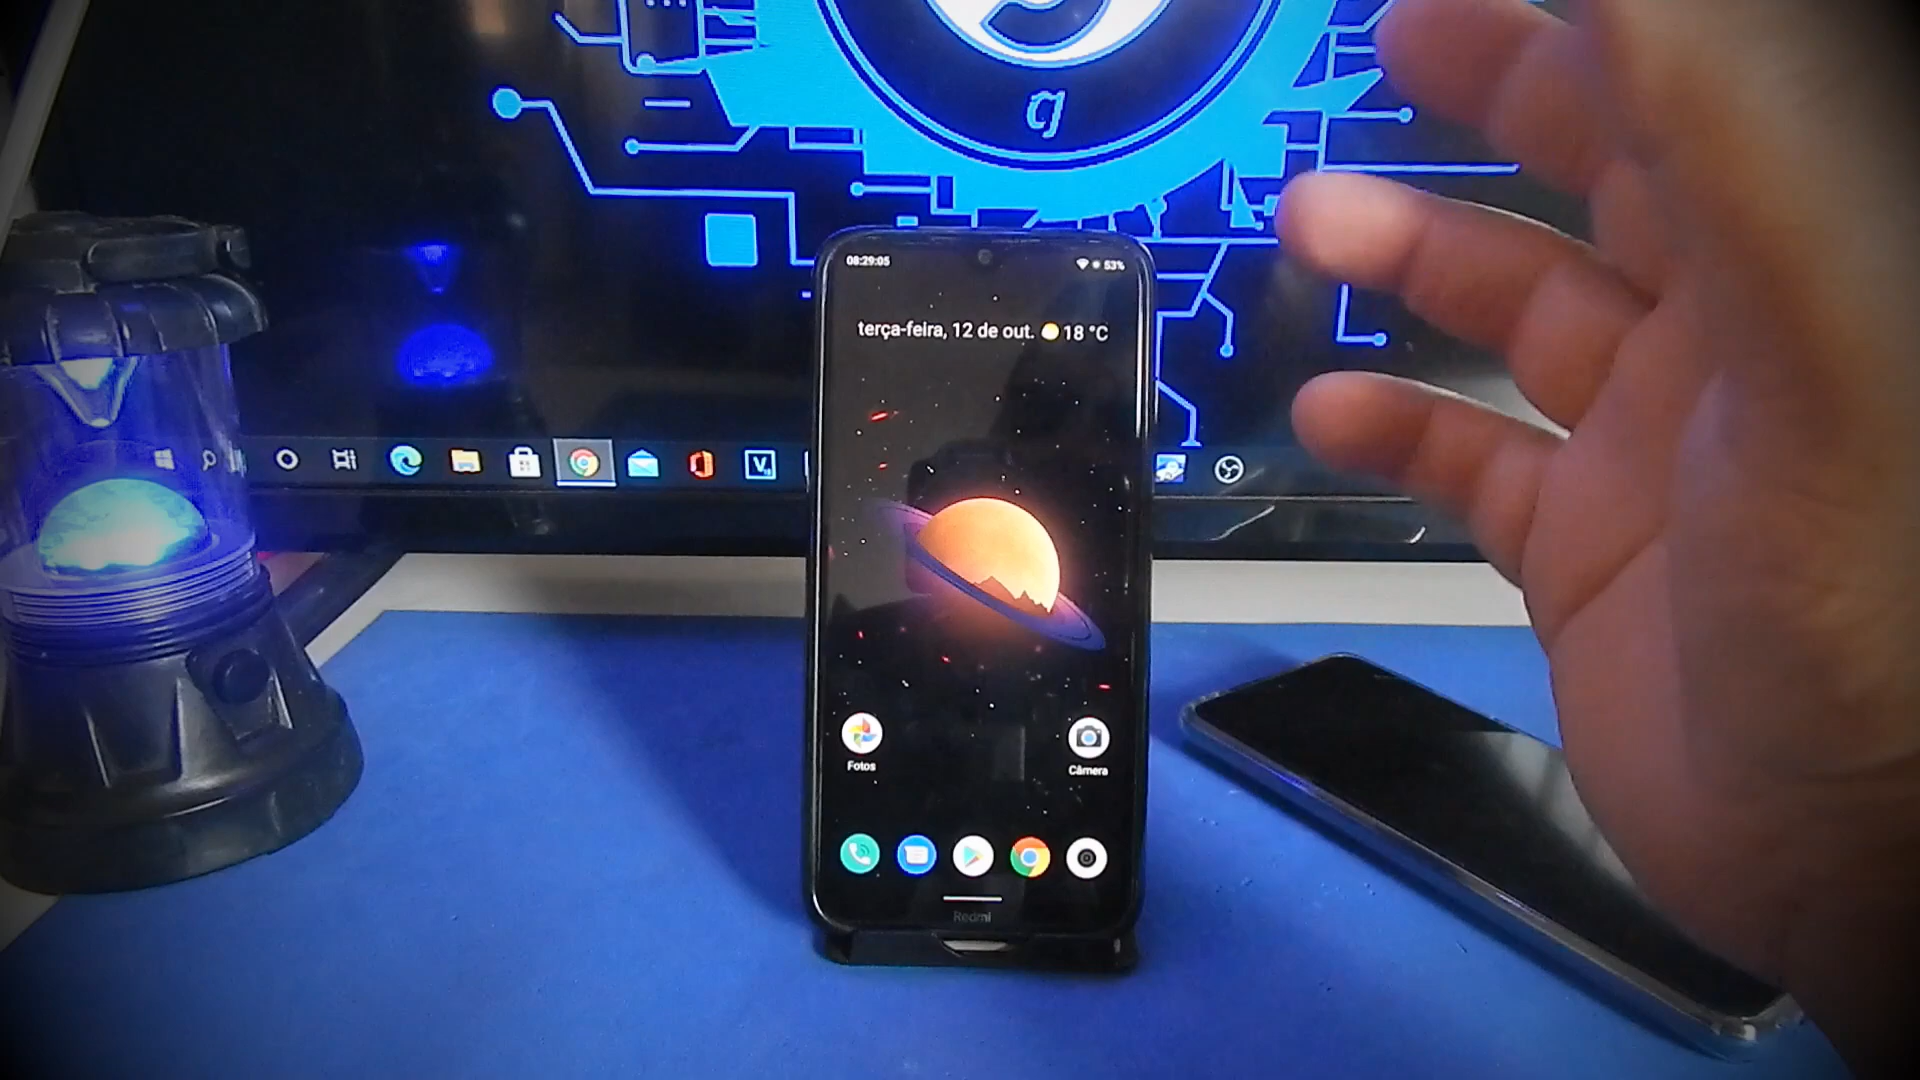 q
08:29:05
53%
terça-feira, 12 de out. 18 °C
V
Fotos
Câmera
Redmi